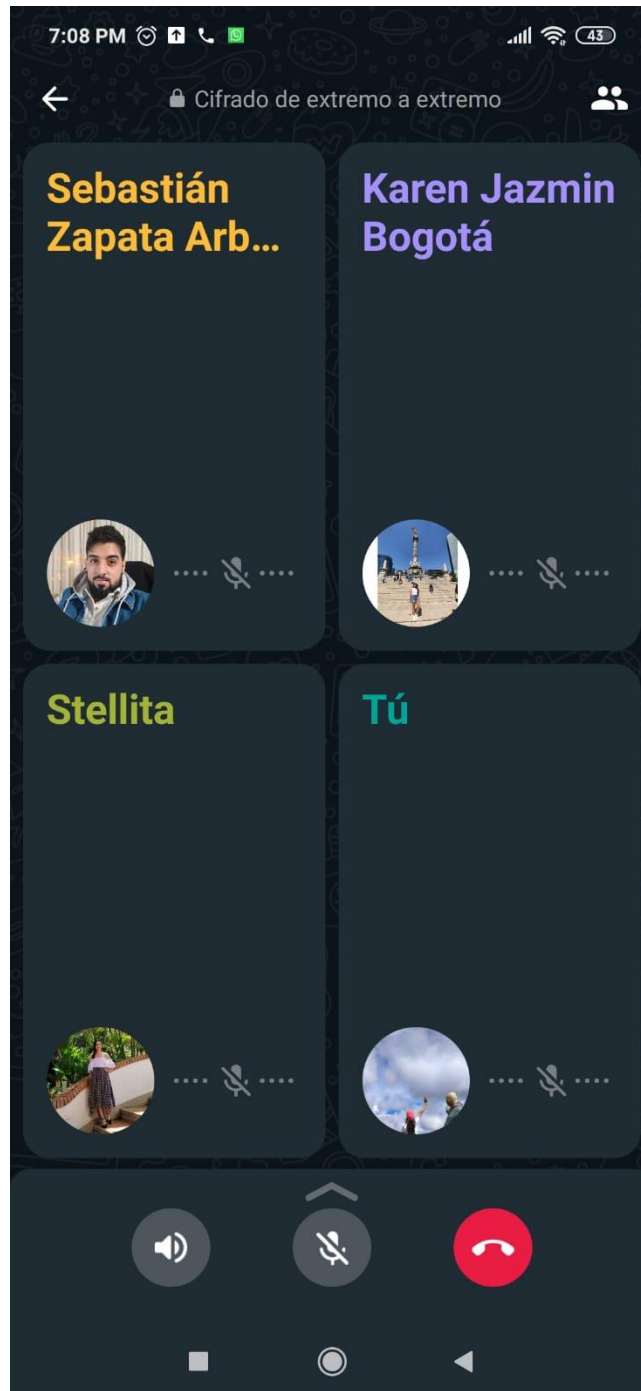 7:08 PM
43
Cifrado de extremo a extremo
Sebastián
Zapata Arb...
Karen Jazmin
Bogotá
Stellita
Tú